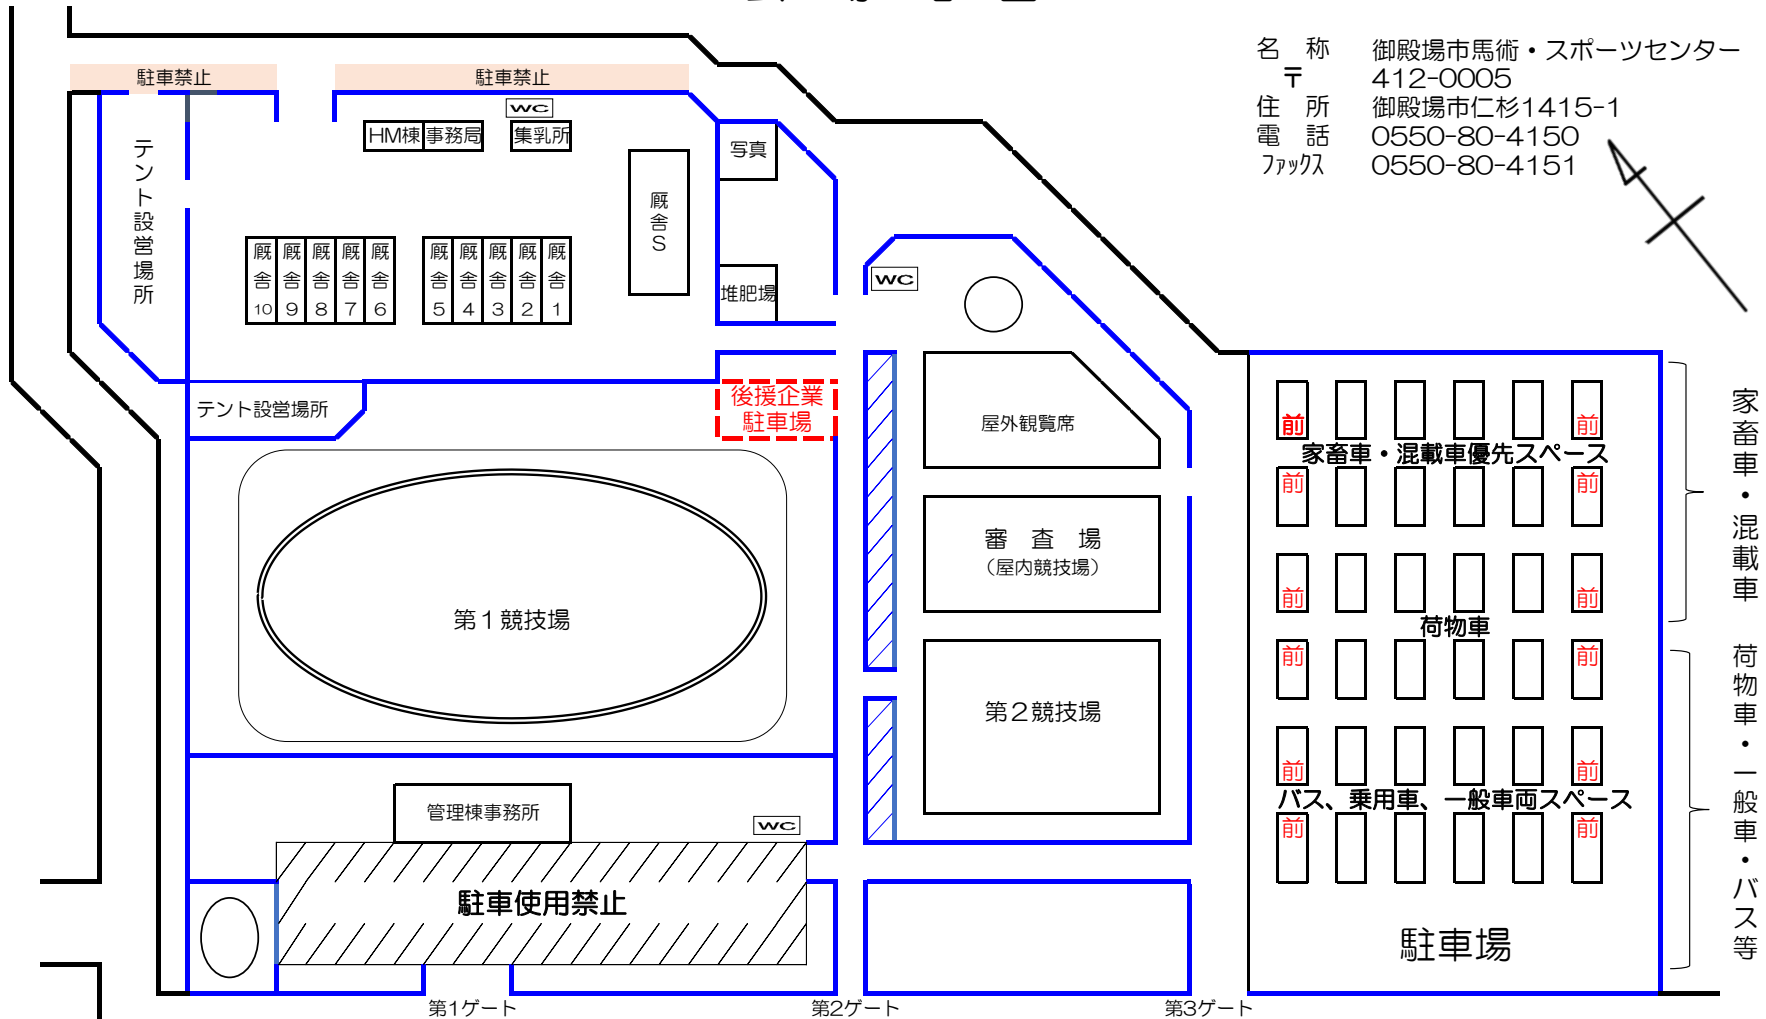 名　称　御殿場市馬術・スポーツセンター
〒　412-0005
住　所　御殿場市仁杉1415-1
電　話　0550-80-4150
ファックス　0550-80-4151
駐車禁止
駐車禁止
WC
HM棟
事務局
集乳所
写真
テント設営場所
厩舎S
厩舎10
厩舎9
厩舎8
厩舎7
厩舎6
厩舎5
厩舎4
厩舎3
厩舎2
厩舎1
堆肥場
WC
テント設営場所
後援企業
駐車場
屋外観覧席
審　査　場
（屋内競技場）
第１競技場
第２競技場
管理棟事務所
WC
駐車使用禁止
第1ゲート
第2ゲート
第3ゲート
前
前
家畜車・混載車優先スペース
前
前
前
前
荷物車
前
前
前
前
バス、乗用車、一般車両スペース
前
前
駐車場
家畜車・混載車
荷物車・一般車・バス等